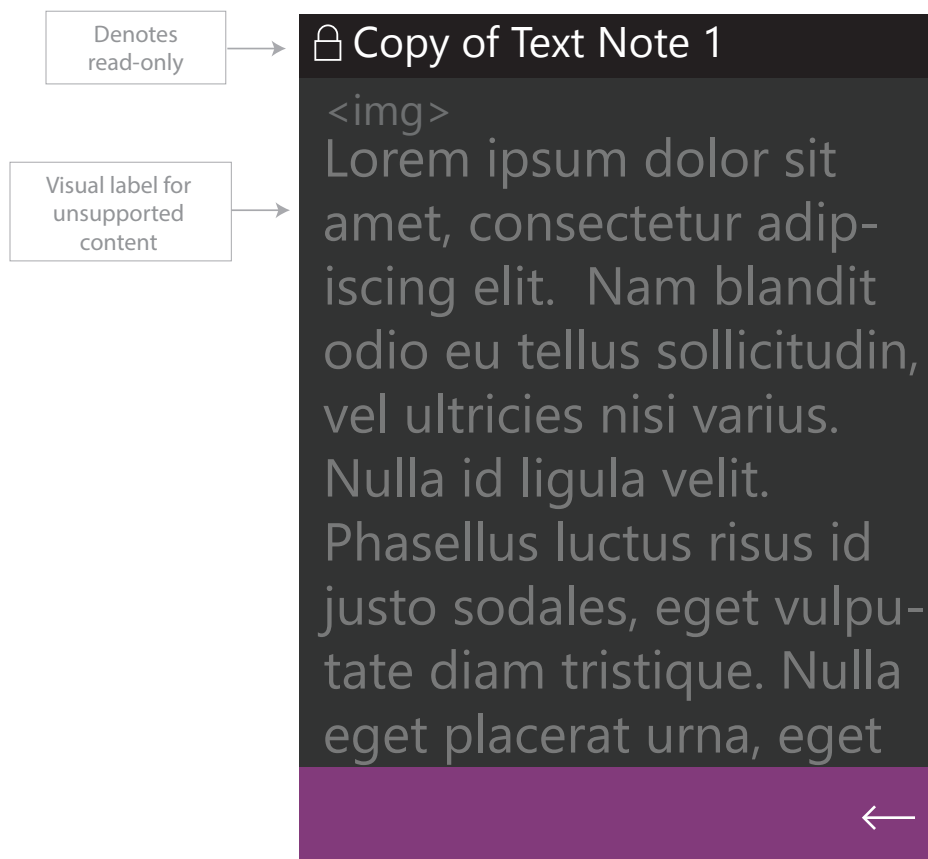 Denotes
read-only
Copy of Text Note 1
<img>
Visual label for
unsupported
content
Lorem ipsum dolor sit
amet, consectetur adip-
iscing elit.  Nam blandit
odio eu tellus sollicitudin,
vel ultricies nisi varius.
Nulla id ligula velit.
Phasellus luctus risus id
justo sodales, eget vulpu-
tate diam tristique. Nulla
eget placerat urna, eget